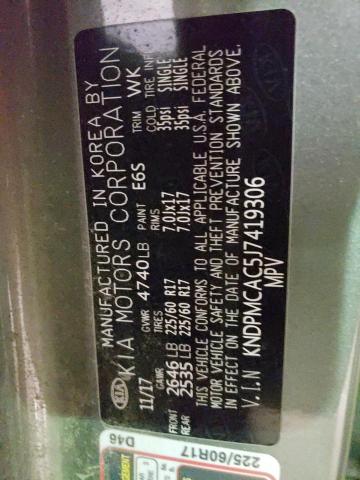 MANUFACTURED IN KOREA BY
KIA KIA MOTORS CORPORATION
11/17 GVWR 4740LB PAINT E6S TRIM WK
GAWR TIRES RIMS COLD TIRE INF.
FRONT 2646LB 225/60 R17 7.0Jx17 35psi SINGLE
REAR 2535LB 225/60 R17 7.0Jx17 35psi SINGLE
THIS VEHICLE CONFORMS TO ALL APPLICABLE U.S.A. FEDERAL
MOTOR VEHICLE SAFETY AND THEFT PREVENTION STANDARDS
IN EFFECT ON THE DATE OF MANUFACTURE SHOWN ABOVE.
V.I.N KNDPMCAC5J7419306
MPV
D46
225/60R17